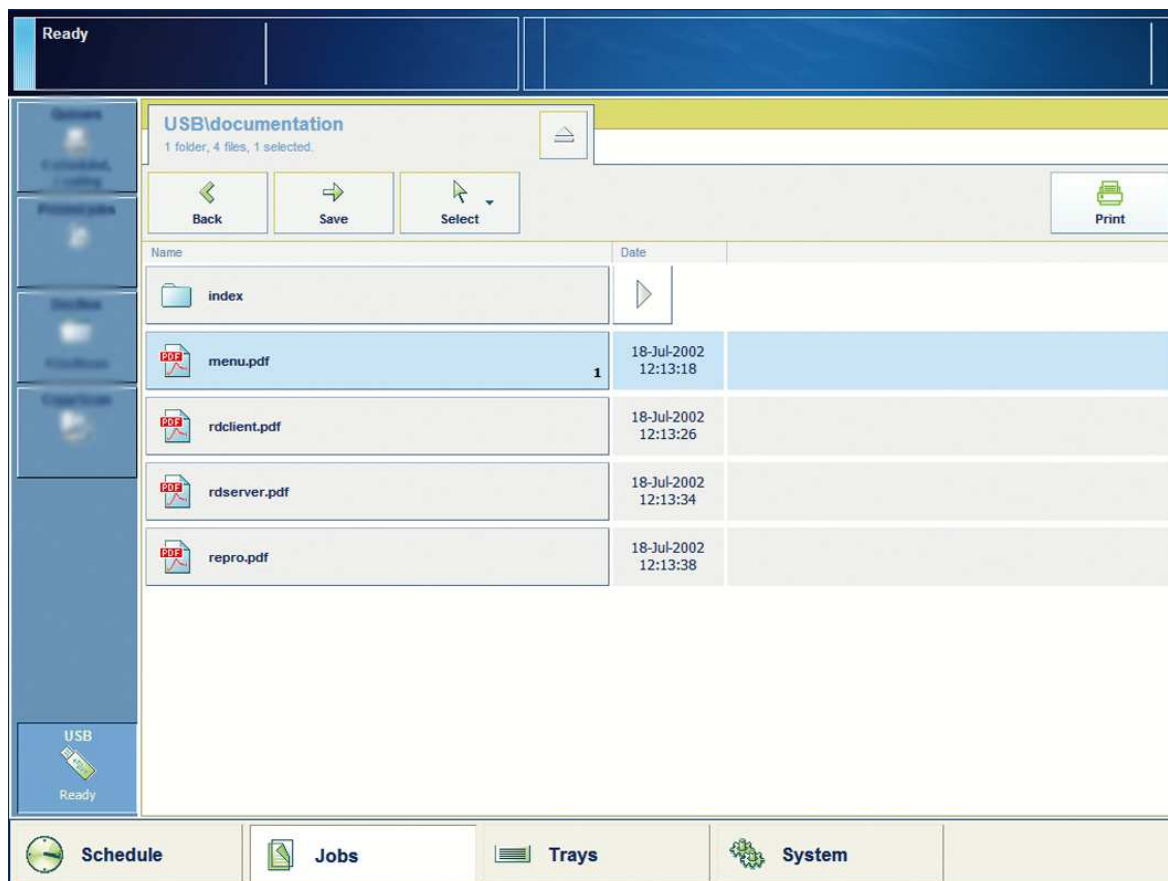 Ready
USB\documentation
1 folder, 4 files, 1 selected.
Back
Save
Select
Print
Name
Date
index
menu.pdf
1
18-Jul-2002
12:13:18
rdclient.pdf
18-Jul-2002
12:13:26
rdserver.pdf
18-Jul-2002
12:13:34
repro.pdf
18-Jul-2002
12:13:38
USB
Ready
Schedule
Jobs
Trays
System